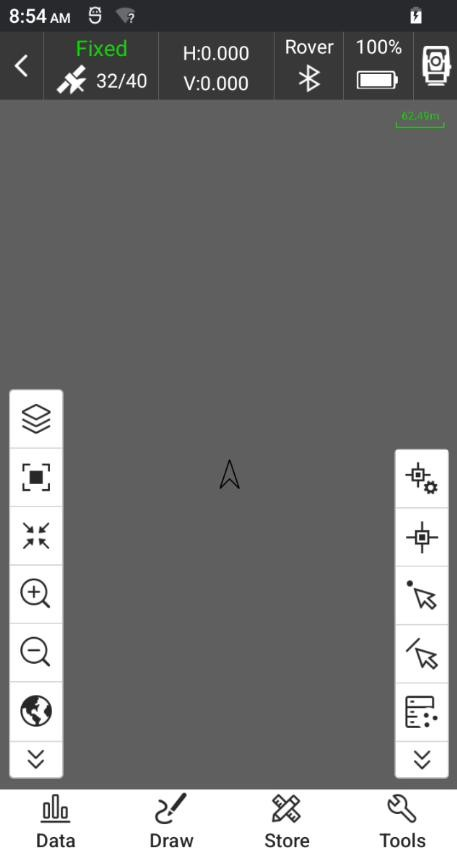 8:54 AM
Fixed
32/40
H:0.000
V:0.000
Rover
100%
62.49m
Data
Draw
Store
Tools